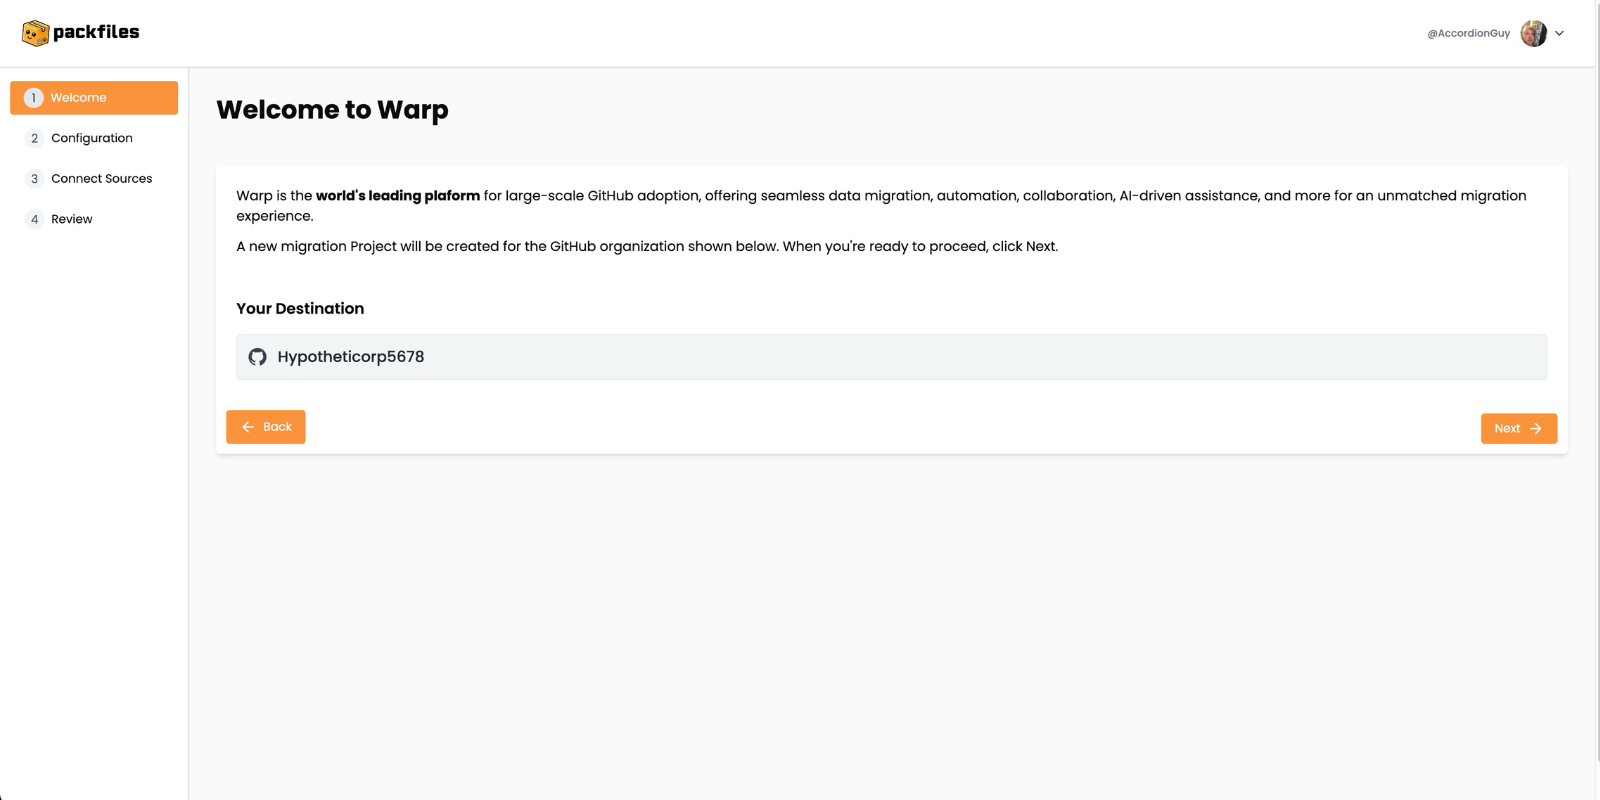 packfiles
@AccordionGuy
1 Welcome
2 Configuration
3 Connect Sources
4 Review
Welcome to Warp
Warp is the world's leading plaform for large-scale GitHub adoption, offering seamless data migration, automation, collaboration, AI-driven assistance, and more for an unmatched migration
experience.
A new migration Project will be created for the GitHub organization shown below. When you're ready to proceed, click Next.
Your Destination
Hypotheticorp5678
Back
Next